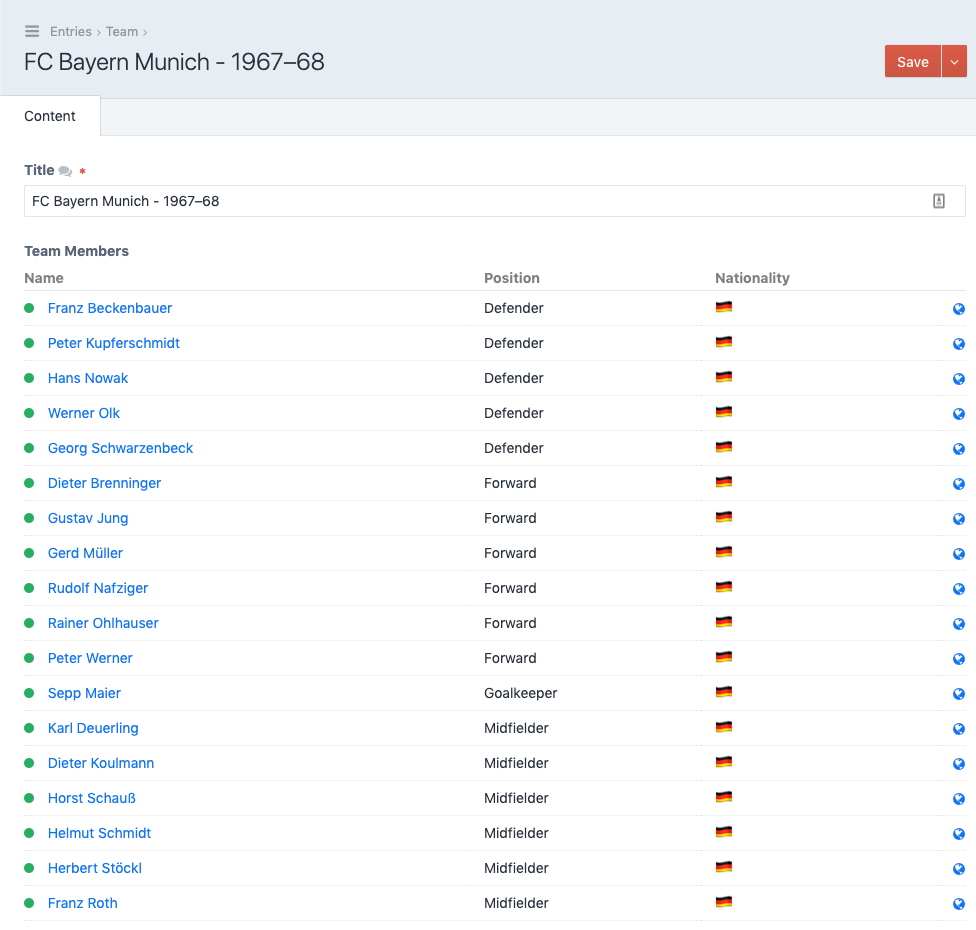 Entries › Team ›
FC Bayern Munich - 1967–68
Save
Content
Title *
FC Bayern Munich - 1967–68
Team Members
Name Position Nationality
Franz Beckenbauer Defender
Peter Kupferschmidt Defender
Hans Nowak Defender
Werner Olk Defender
Georg Schwarzenbeck Defender
Dieter Brenninger Forward
Gustav Jung Forward
Gerd Müller Forward
Rudolf Nafziger Forward
Rainer Ohlhauser Forward
Peter Werner Forward
Sepp Maier Goalkeeper
Karl Deuerling Midfielder
Dieter Koulmann Midfielder
Horst Schauß Midfielder
Helmut Schmidt Midfielder
Herbert Stöckl Midfielder
Franz Roth Midfielder